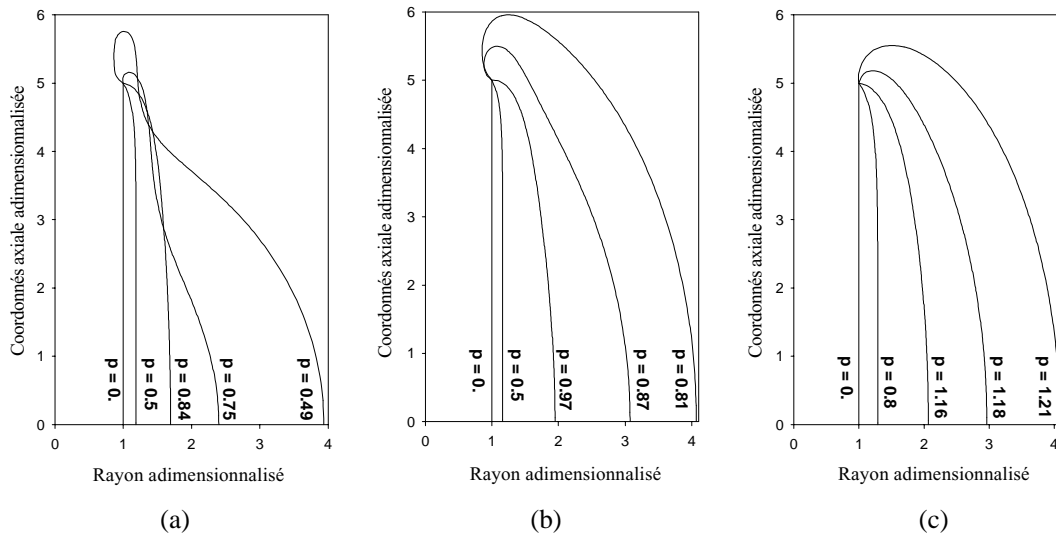 6
5
4
3
2
1
0
Coordonnés axiale adimensionnalisée
p = 0.
p = 0.5
p = 0.84
p = 0.75
p = 0.49
0 1 2 3 4
Rayon adimensionnalisé
(a)
6
5
4
3
2
1
0
Coordonnés axiale adimensionnalisée
p = 0.
p = 0.5
p = 0.97
p = 0.87
p = 0.81
0 1 2 3 4
Rayon adimensionnalisé
(b)
6
5
4
3
2
1
0
Coordonnés axiale adimensionnalisée
p = 0.
p = 0.8
p = 1.16
p = 1.18
p = 1.21
0 1 2 3 4
Rayon adimensionnalisé
(c)